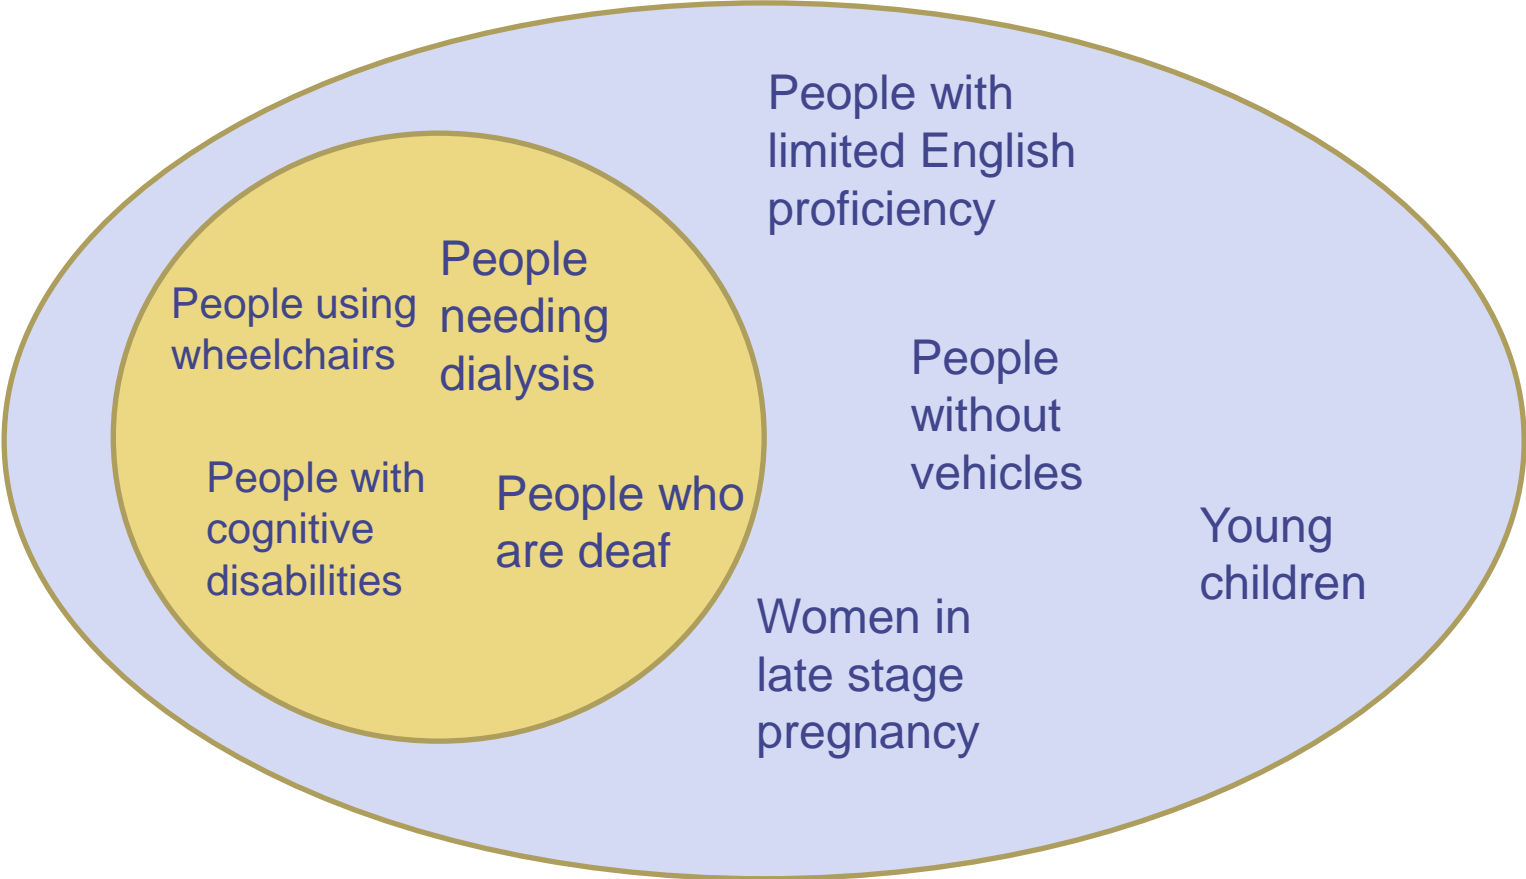 People with
limited English
proficiency
People
needing
dialysis
People using
wheelchairs
People
without
vehicles
People with
cognitive
disabilities
People who
are deaf
Young
children
Women in
late stage
pregnancy